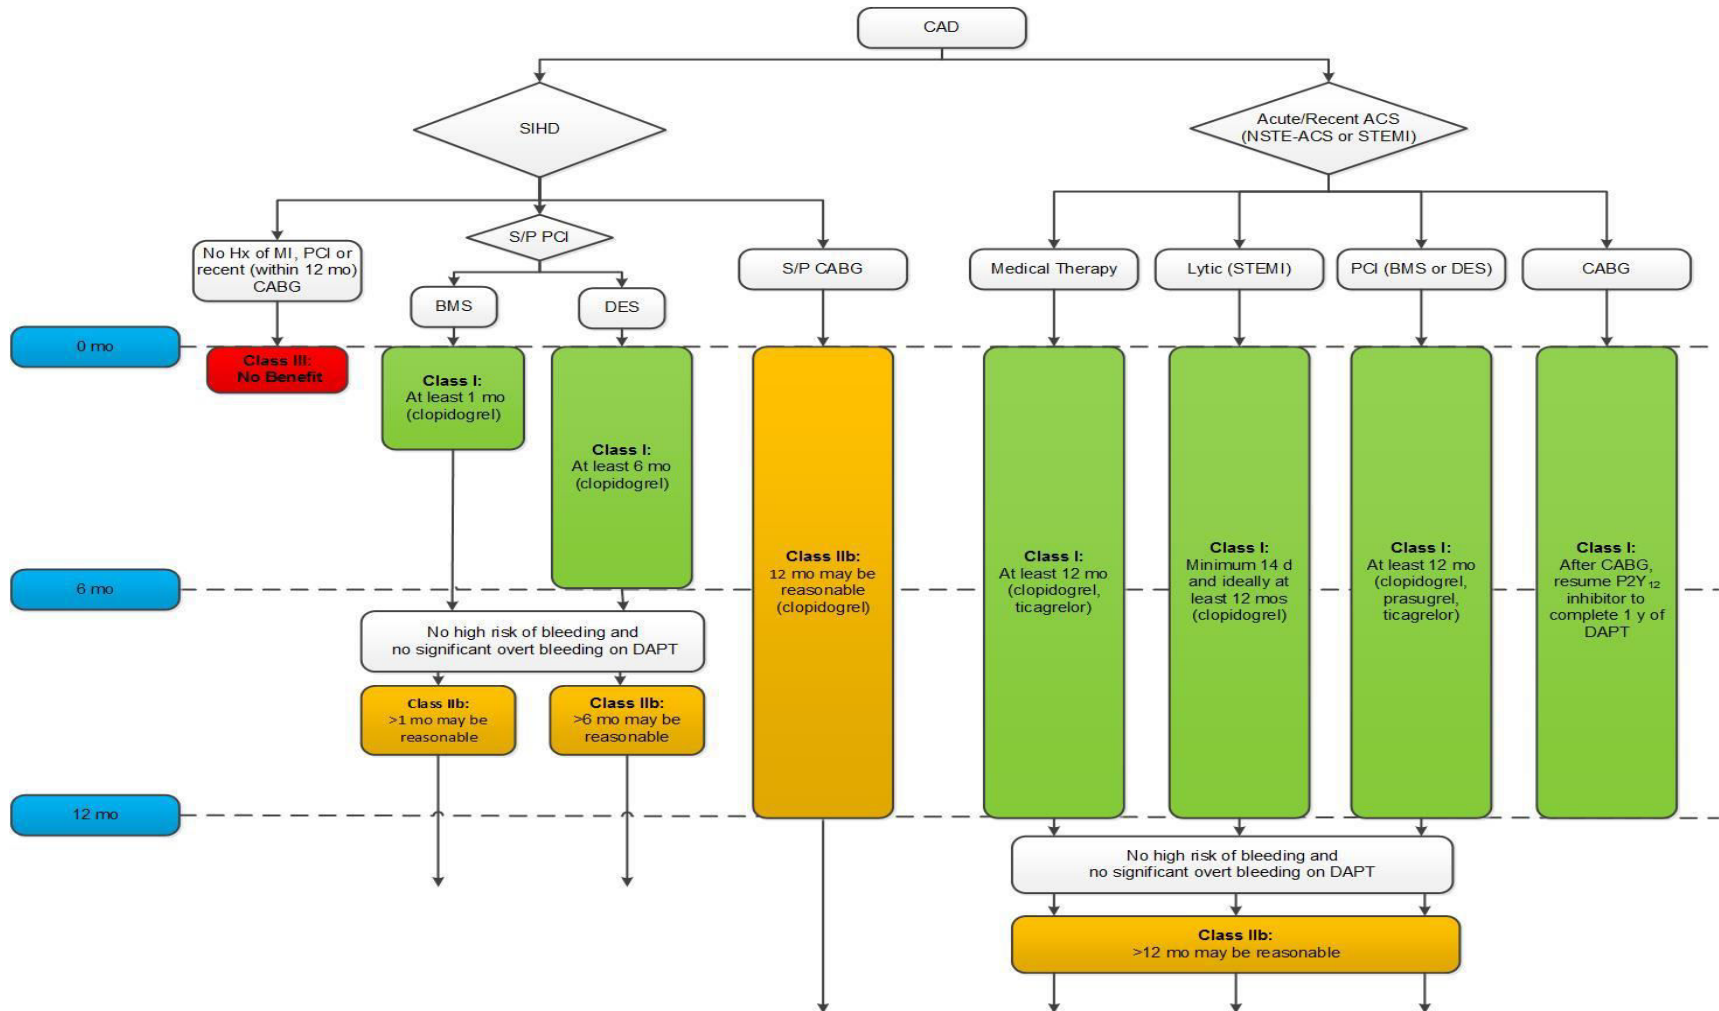 CAD
SIHD
Acute/Recent ACS
(NSTE-ACS or STEMI)
No Hx of MI, PCI or
recent (within 12 mo)
CABG
S/P PCI
BMS
DES
S/P CABG
Medical Therapy
Lytic (STEMI)
PCI (BMS or DES)
CABG
0 mo
Class III:
No Benefit
Class I:
At least 1 mo
(clopidogrel)
Class I:
At least 6 mo
(clopidogrel)
Class IIb:
12 mo may be
reasonable
(clopidogrel)
Class I:
At least 12 mo
(clopidogrel,
ticagrelor)
Class I:
Minimum 14 d
and ideally at
least 12 mos
(clopidogrel)
Class I:
At least 12 mo
(clopidogrel,
prasugrel,
ticagrelor)
Class I:
After CABG,
resume P2Y₁₂
inhibitor to
complete 1 y of
DAPT
6 mo
No high risk of bleeding and
no significant overt bleeding on DAPT
Class IIb:
>1 mo may be
reasonable
Class IIb:
>6 mo may be
reasonable
12 mo
No high risk of bleeding and
no significant overt bleeding on DAPT
Class IIb:
>12 mo may be reasonable